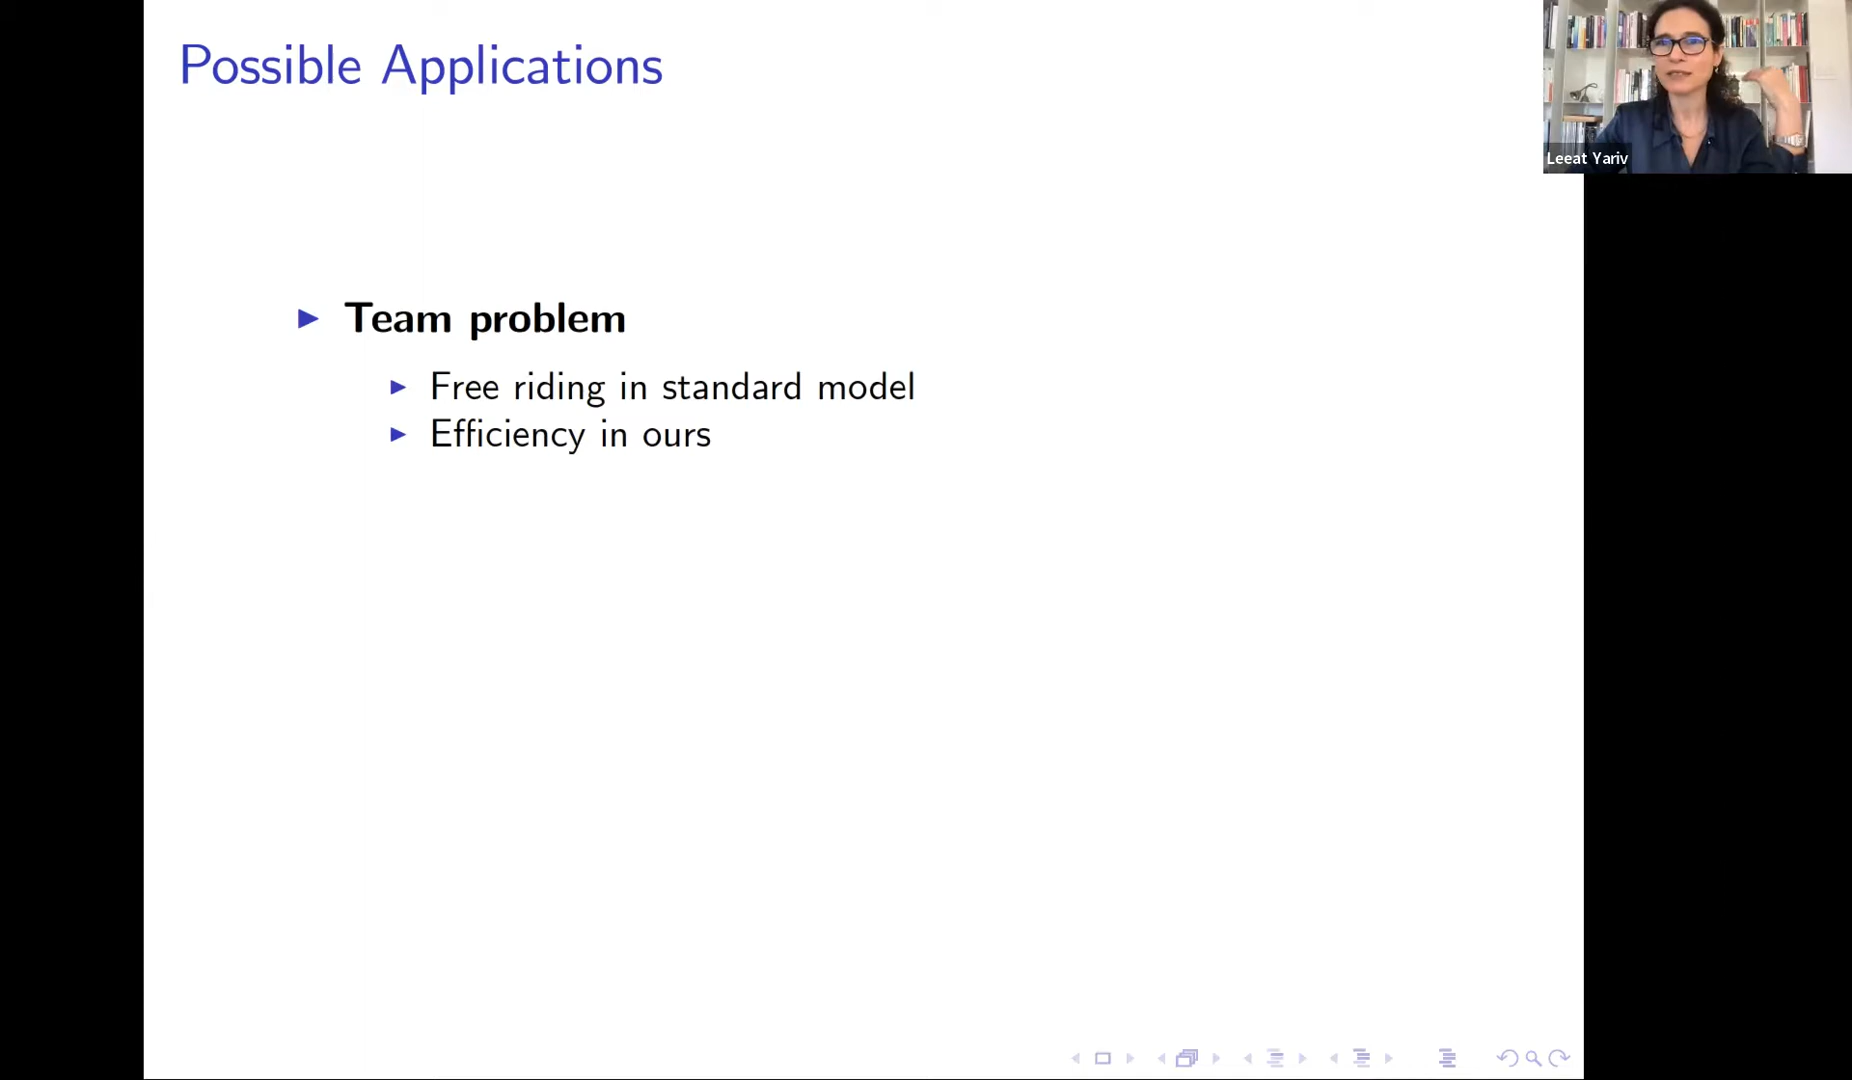 Possible Applications
Leeat Yariv
Team problem
Free riding in standard model
Efficiency in ours